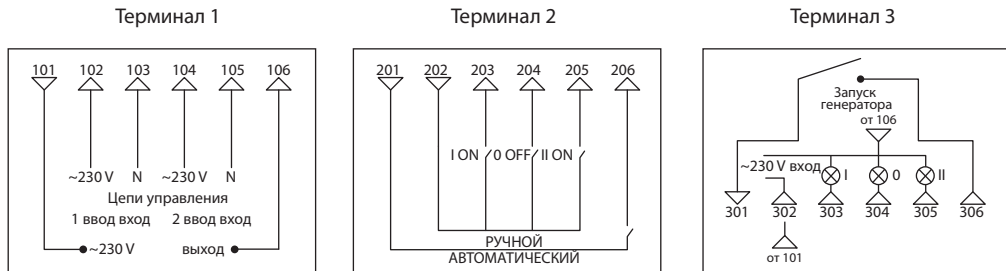 Терминал 1
Терминал 2
Терминал 3
101 102 103 104 105 106
~230 V N ~230 V N
Цепи управления
1 ввод вход 2 ввод вход
~230 V выход
201 202 203 204 205 206
I ON 0 OFF II ON
РУЧНОЙ
АВТОМАТИЧЕСКИЙ
Запуск
генератора
от 106
~230 V вход I 0 II
301 302 303 304 305 306
от 101